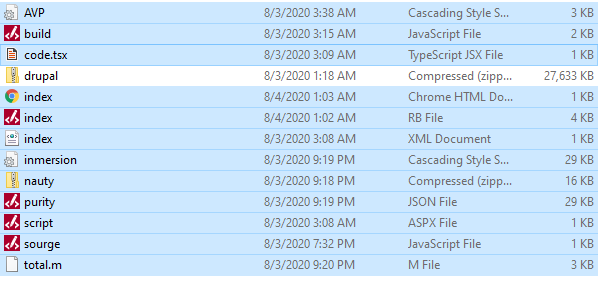 AVP 8/3/2020 3:38 AM Cascading Style S... 3 KB
build 8/3/2020 3:15 AM JavaScript File 2 KB
code.tsx 8/3/2020 3:09 AM TypeScript JSX File 1 KB
drupal 8/3/2020 1:18 AM Compressed (zipp... 27,633 KB
index 8/4/2020 1:03 AM Chrome HTML Do... 1 KB
index 8/4/2020 1:02 AM RB File 4 KB
index 8/3/2020 3:08 AM XML Document 1 KB
inmersion 8/3/2020 9:19 PM Cascading Style S... 29 KB
nauty 8/3/2020 9:18 PM Compressed (zipp... 16 KB
purity 8/3/2020 9:19 PM JSON File 29 KB
script 8/3/2020 3:08 AM ASPX File 1 KB
sourge 8/3/2020 7:32 PM JavaScript File 1 KB
total.m 8/3/2020 9:20 PM M File 3 KB